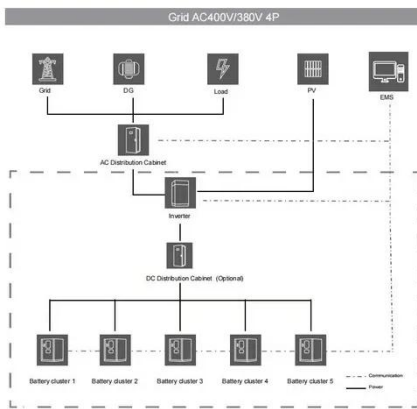 Grid AC400V/380V 4P
Grid
DG
Load
PV
EMS
AC Distribution Cabinet
Inverter
DC Distribution Cabinet (Optional)
Battery cluster 1
Battery cluster 2
Battery cluster 3
Battery cluster 4
Battery cluster 5
Communication
Power